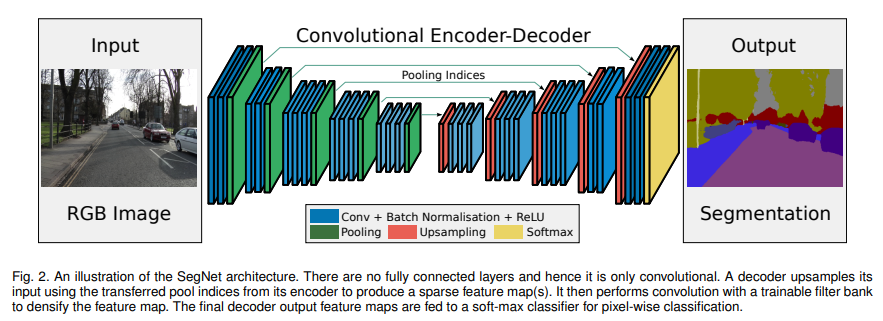 Input
Convolutional Encoder-Decoder
Output
Pooling Indices
RGB Image
Segmentation
Conv + Batch Normalisation + ReLU
Pooling
Upsampling
Softmax
Fig. 2. An illustration of the SegNet architecture. There are no fully connected layers and hence it is only convolutional. A decoder upsamples its
input using the transferred pool indices from its encoder to produce a sparse feature map(s). It then performs convolution with a trainable filter bank
to densify the feature map. The final decoder output feature maps are fed to a soft-max classifier for pixel-wise classification.